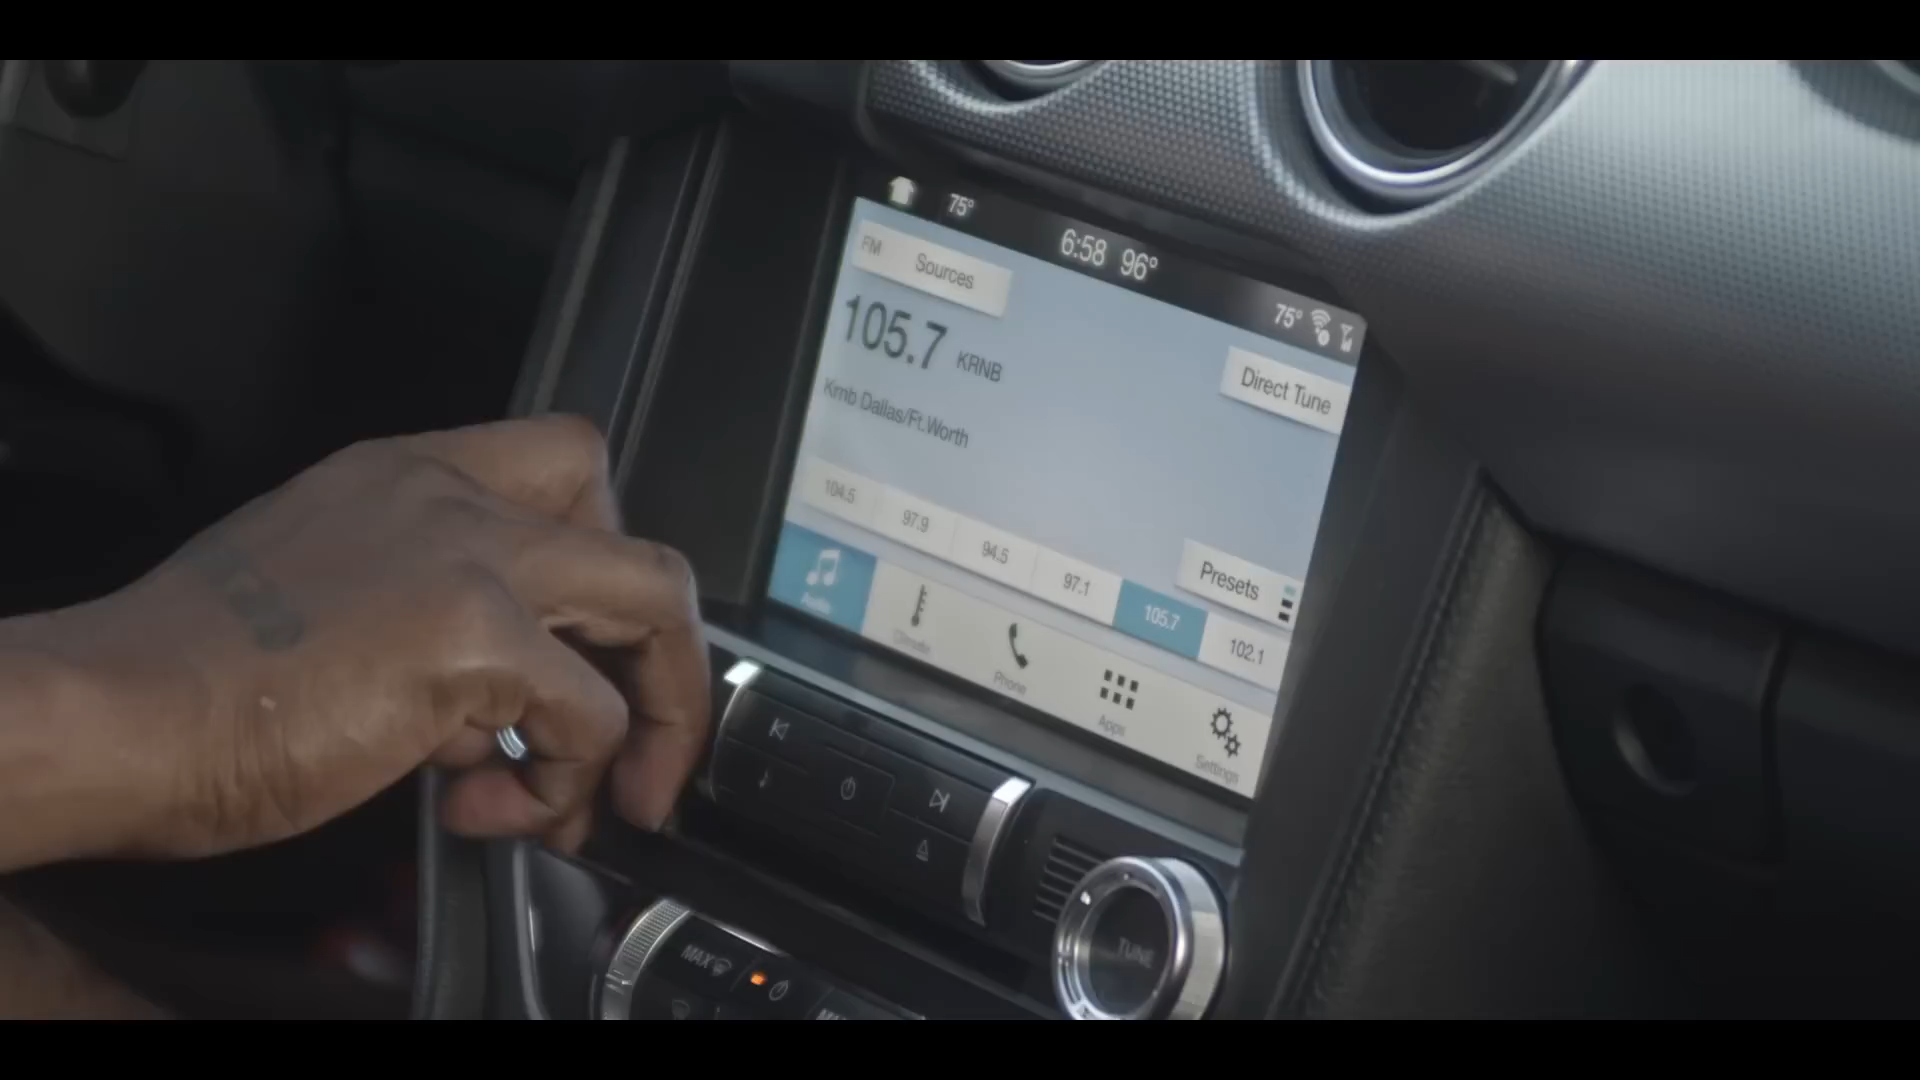 75°
6:58 96°
75°
FM Sources
105.7 KRNB
Direct Tune
Krnb Dallas/Ft.Worth
104.5 97.9 94.5 97.1 105.7 102.1
Presets
Audio Climate Phone Apps Settings
TUNE
MAX